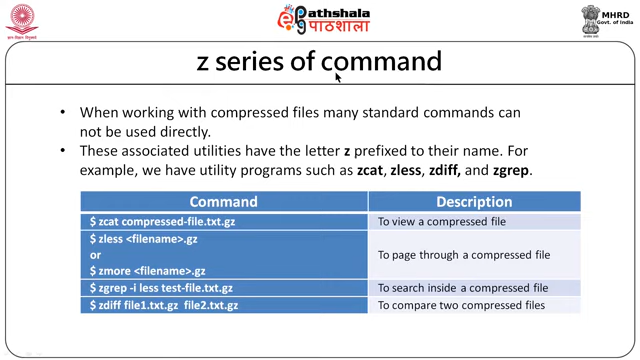 Pathshala
पाठशाला
MHRD
Govt. of India
z series of command
• When working with compressed files many standard commands can
not be used directly.
• These associated utilities have the letter z prefixed to their name. For
example, we have utility programs such as zcat, zless, zdiff, and zgrep.
Command Description
$ zcat compressed-file.txt.gz To view a compressed file
$ zless <filename>.gz
or
$ zmore <filename>.gz
To page through a compressed file
$ zgrep -i less test-file.txt.gz To search inside a compressed file
$ zdiff file1.txt.gz file2.txt.gz To compare two compressed files